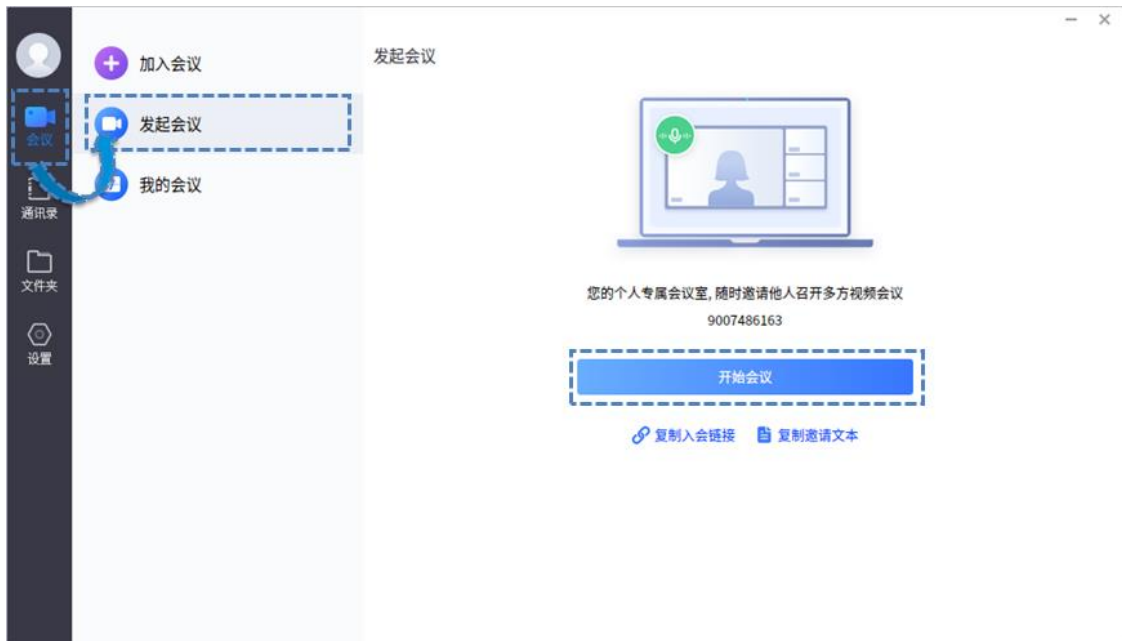 会议
通讯录
文件夹
设置
加入会议
发起会议
我的会议
发起会议
您的个人专属会议室, 随时邀请他人召开多方视频会议
9007486163
开始会议
复制入会链接 复制邀请文本